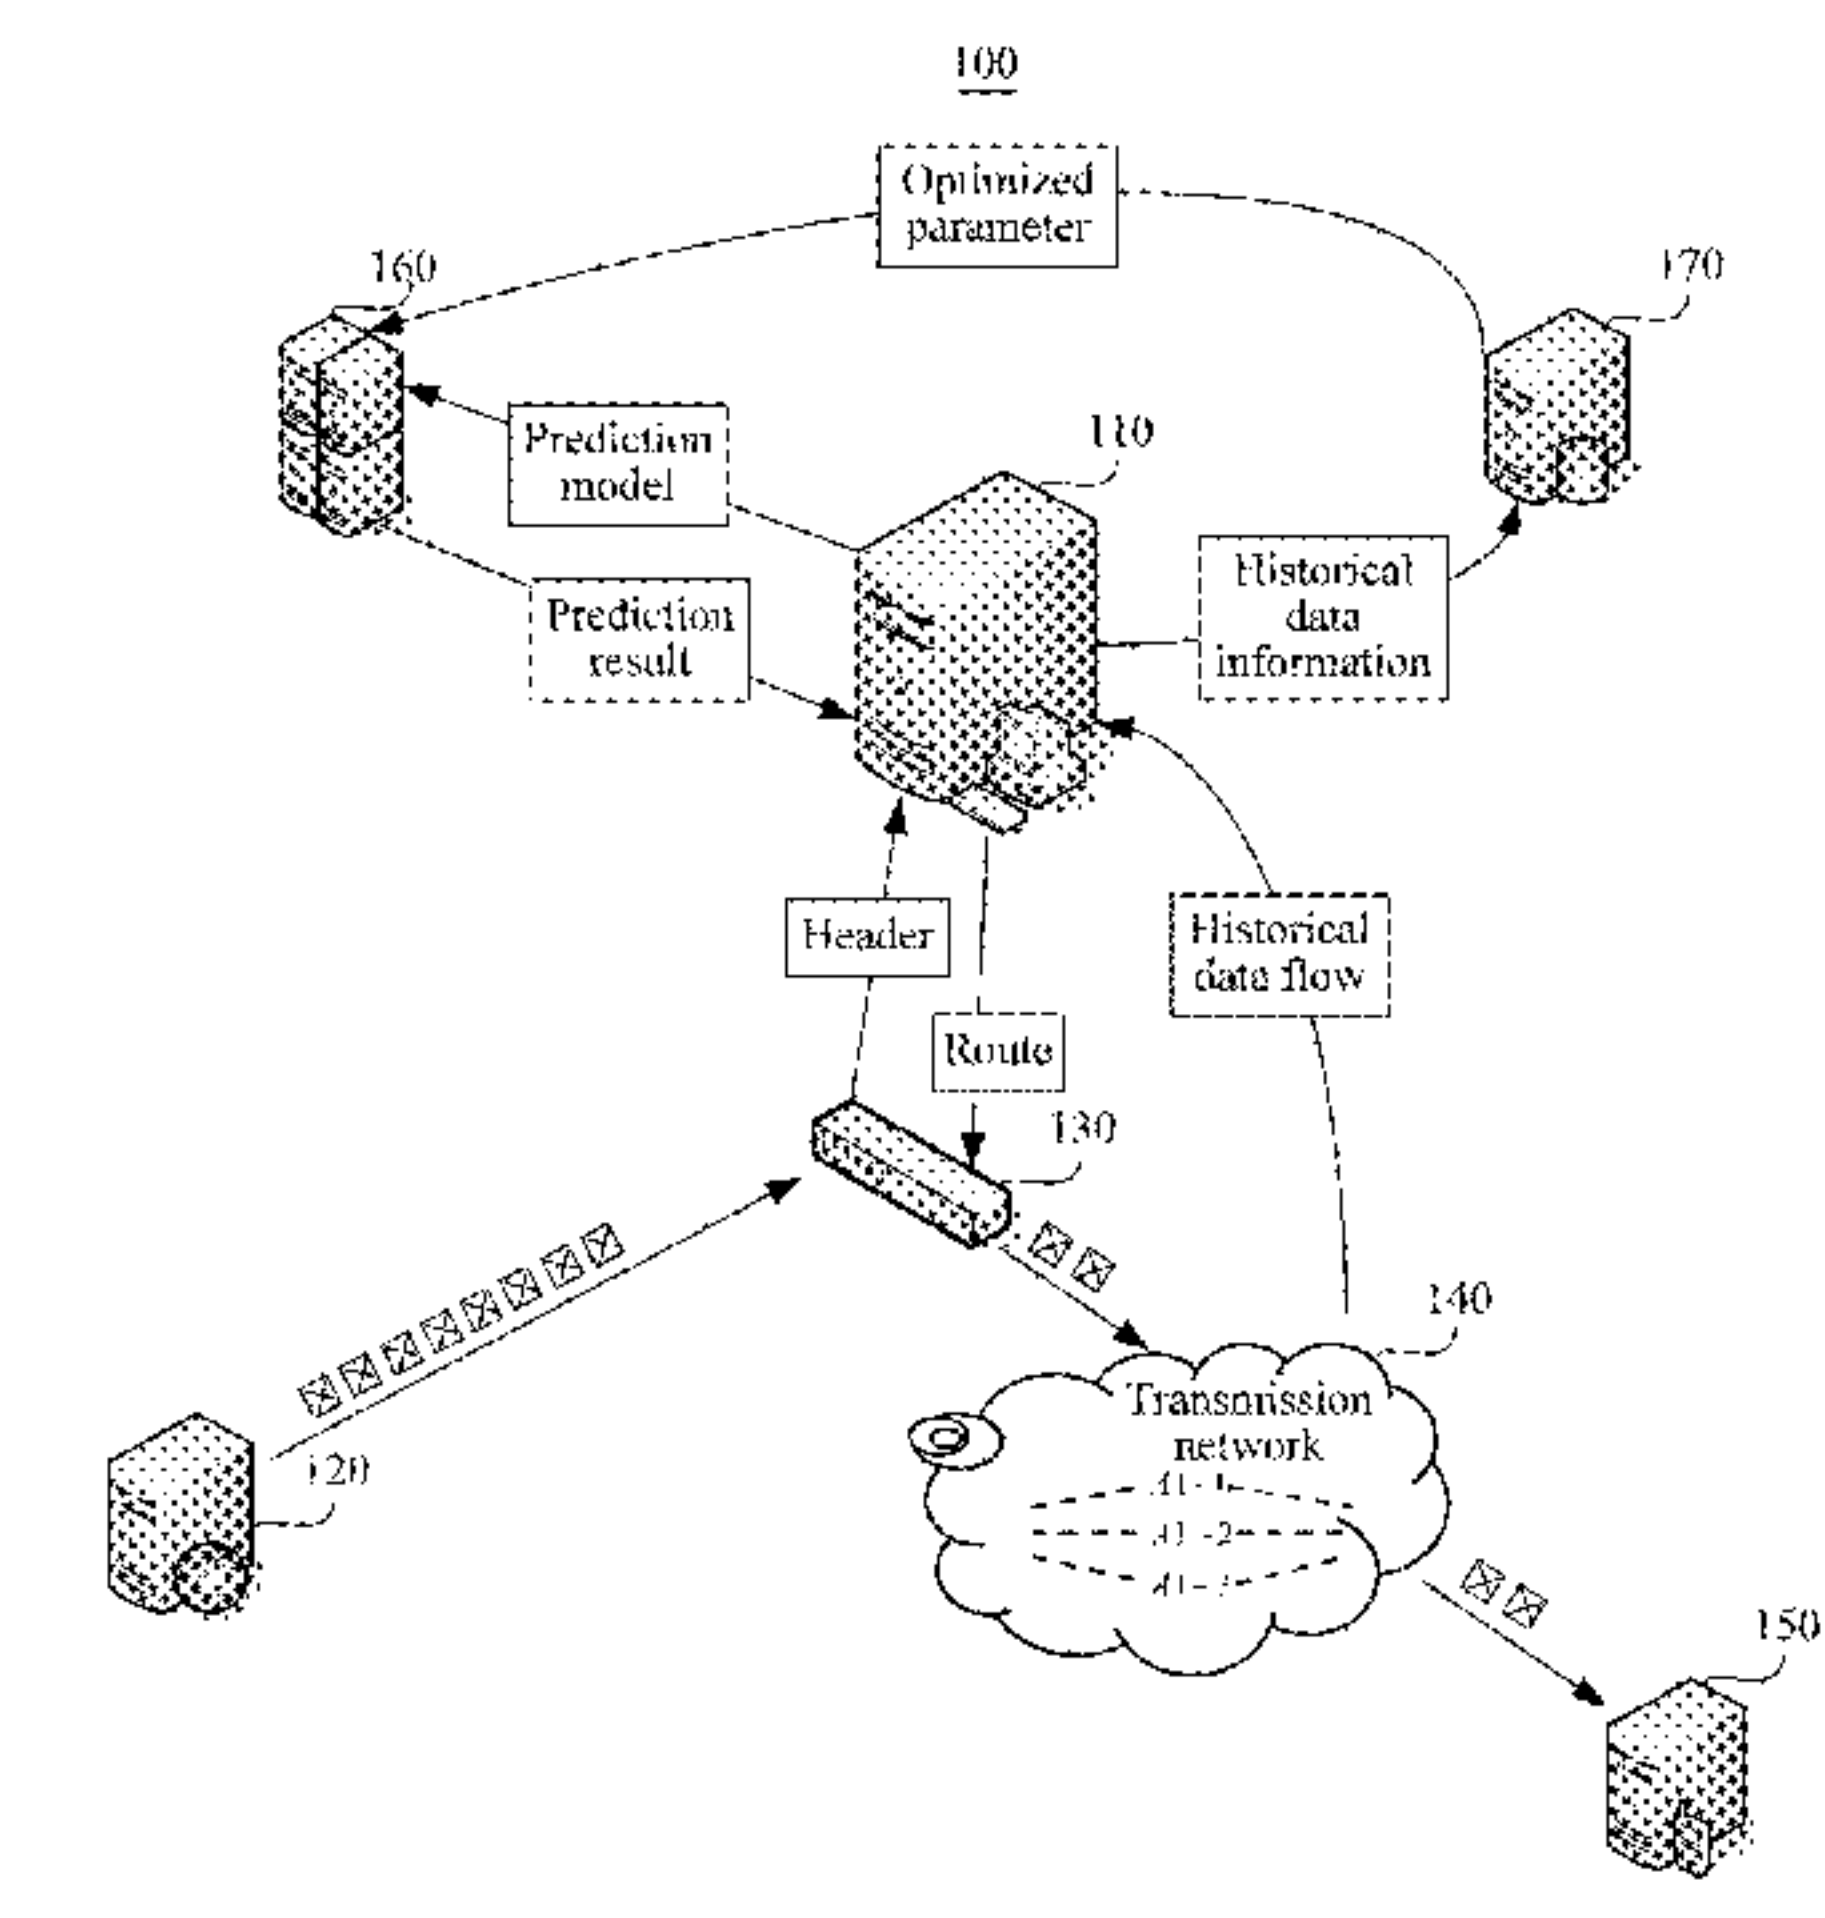 100
Optimized
parameter
160
170
Prediction
model
110
Historical
data
information
Prediction
result
Header
Historical
date flow
Route
130
140
Transmission
network
120
150